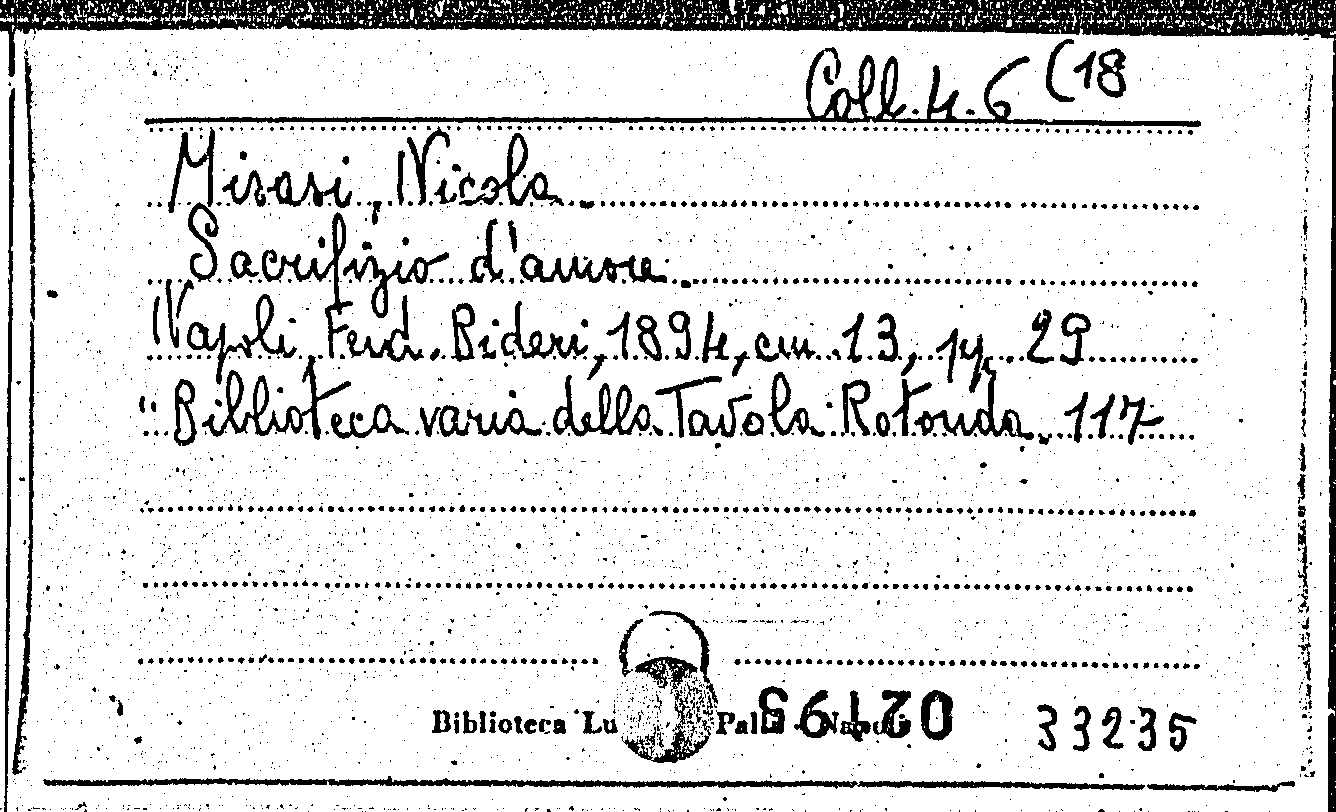 Coll. 4. 6 (18
Misasi, Nicola.
Sacrifizio d'amore.
Napoli, Ferd. Bideri, 1894, cm. 13, pp. 29
"Biblioteca varia della Tavola Rotonda. 117
Biblioteca Lu Palli - Napoli
33235